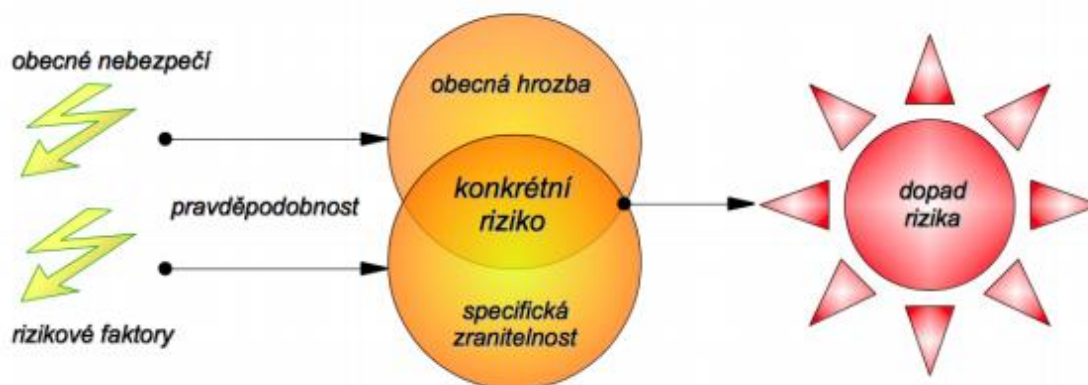 obecné nebezpečí
rizikové faktory
pravděpodobnost
obecná hrozba
konkrétní
riziko
specifická
zranitelnost
dopad
rizika